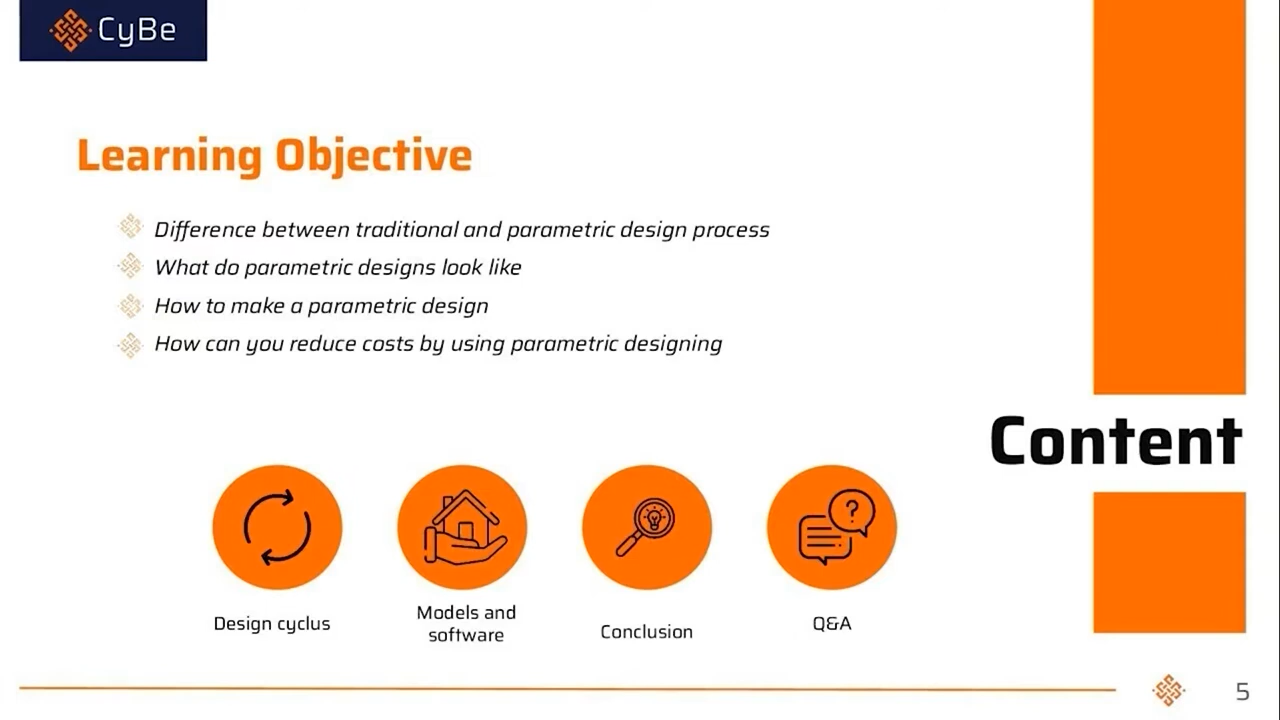 CyBe
Learning Objective
Difference between traditional and parametric design process
What do parametric designs look like
How to make a parametric design
How can you reduce costs by using parametric designing
Content
?
Design cyclus
Models and
software
Conclusion
Q&A
5